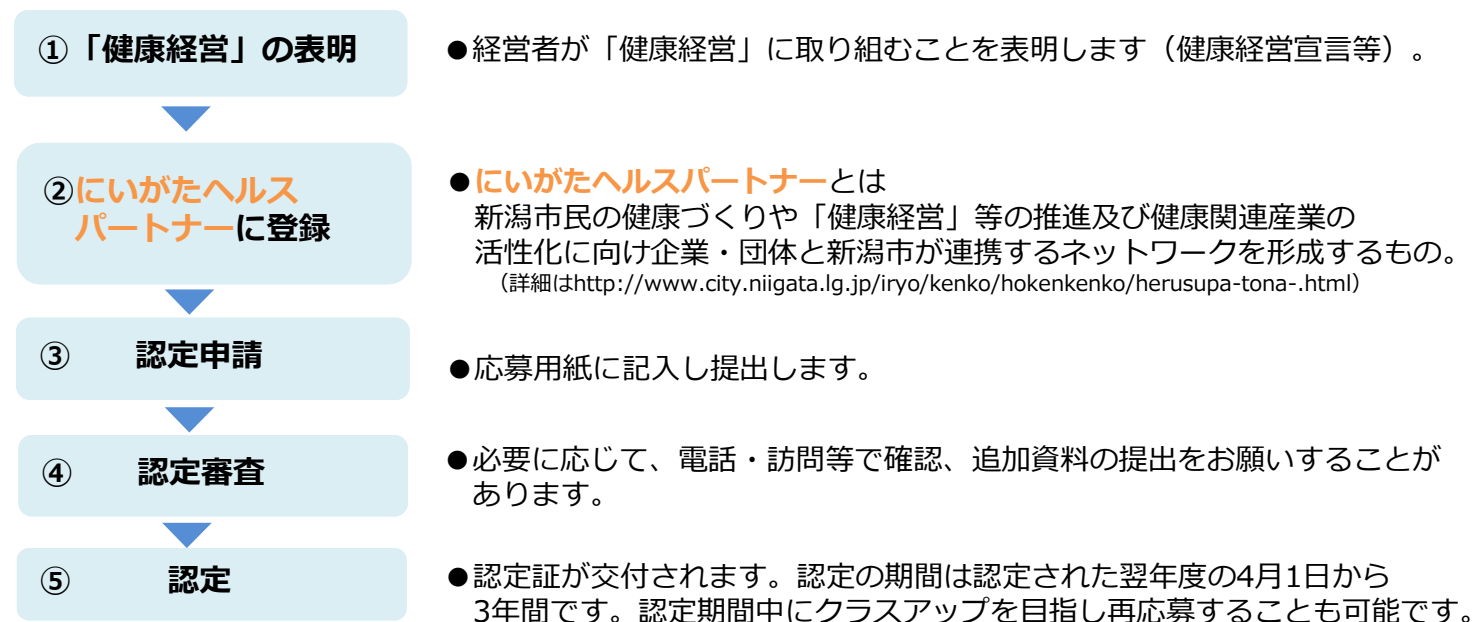 ①「健康経営」の表明
●経営者が「健康経営」に取り組むことを表明します（健康経営宣言等）。
②にいがたヘルス
パートナーに登録
●にいがたヘルスパートナーとは
新潟市民の健康づくりや「健康経営」等の推進及び健康関連産業の
活性化に向け企業・団体と新潟市が連携するネットワークを形成するもの。
（詳細はhttp://www.city.niigata.lg.jp/iryo/kenko/hokenkenko/herusupa-tona-.html）
③ 認定申請
●応募用紙に記入し提出します。
④ 認定審査
●必要に応じて、電話・訪問等で確認、追加資料の提出をお願いすることが
あります。
⑤ 認定
●認定証が交付されます。認定の期間は認定された翌年度の4月1日から
3年間です。認定期間中にクラスアップを目指し再応募することも可能です。